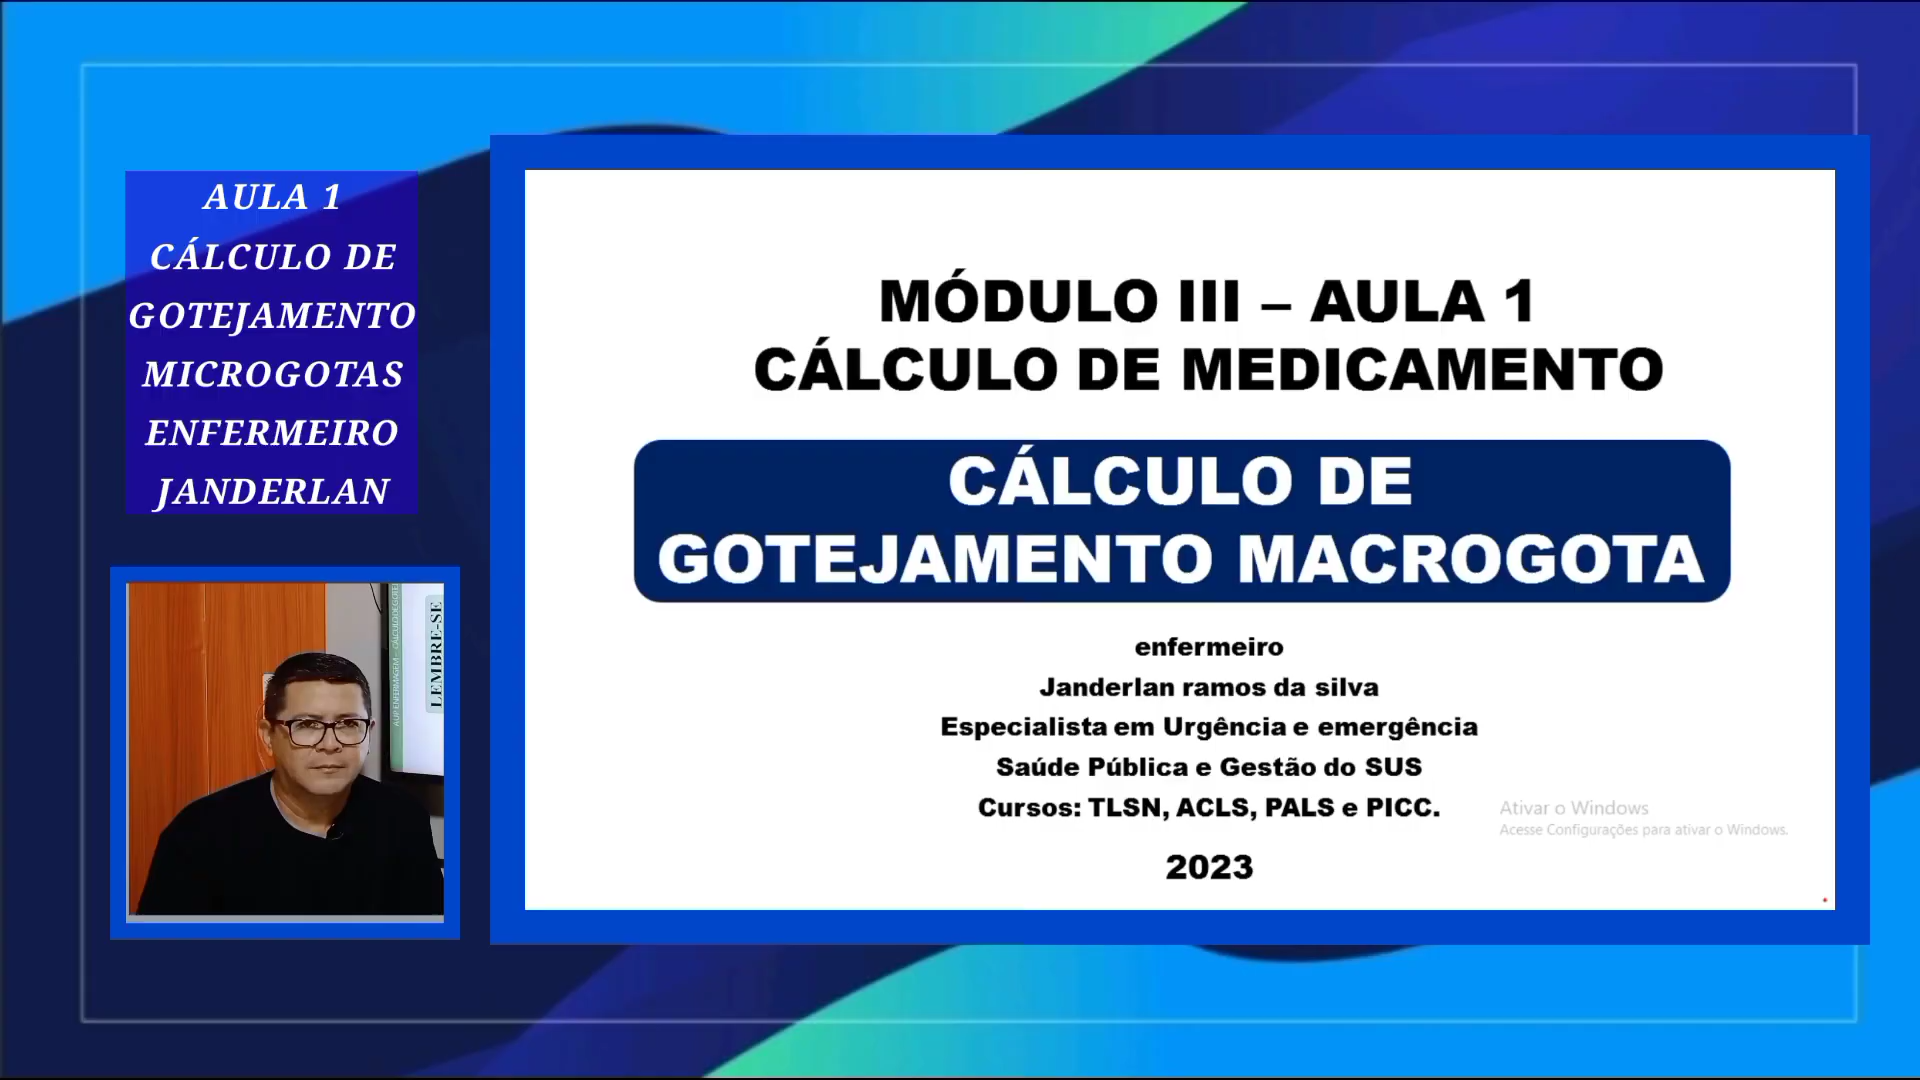 AULA 1
CÁLCULO DE
GOTEJAMENTO
MICROGOTAS
ENFERMEIRO
JANDERLAN
MÓDULO III – AULA 1
CÁLCULO DE MEDICAMENTO
CÁLCULO DE
GOTEJAMENTO MACROGOTA
enfermeiro
Janderlan ramos da silva
Especialista em Urgência e emergência
Saúde Pública e Gestão do SUS
Cursos: TLSN, ACLS, PALS e PICC.
2023
Ativar o Windows
Acesse Configurações para ativar o Windows.
LEMBRE-SE